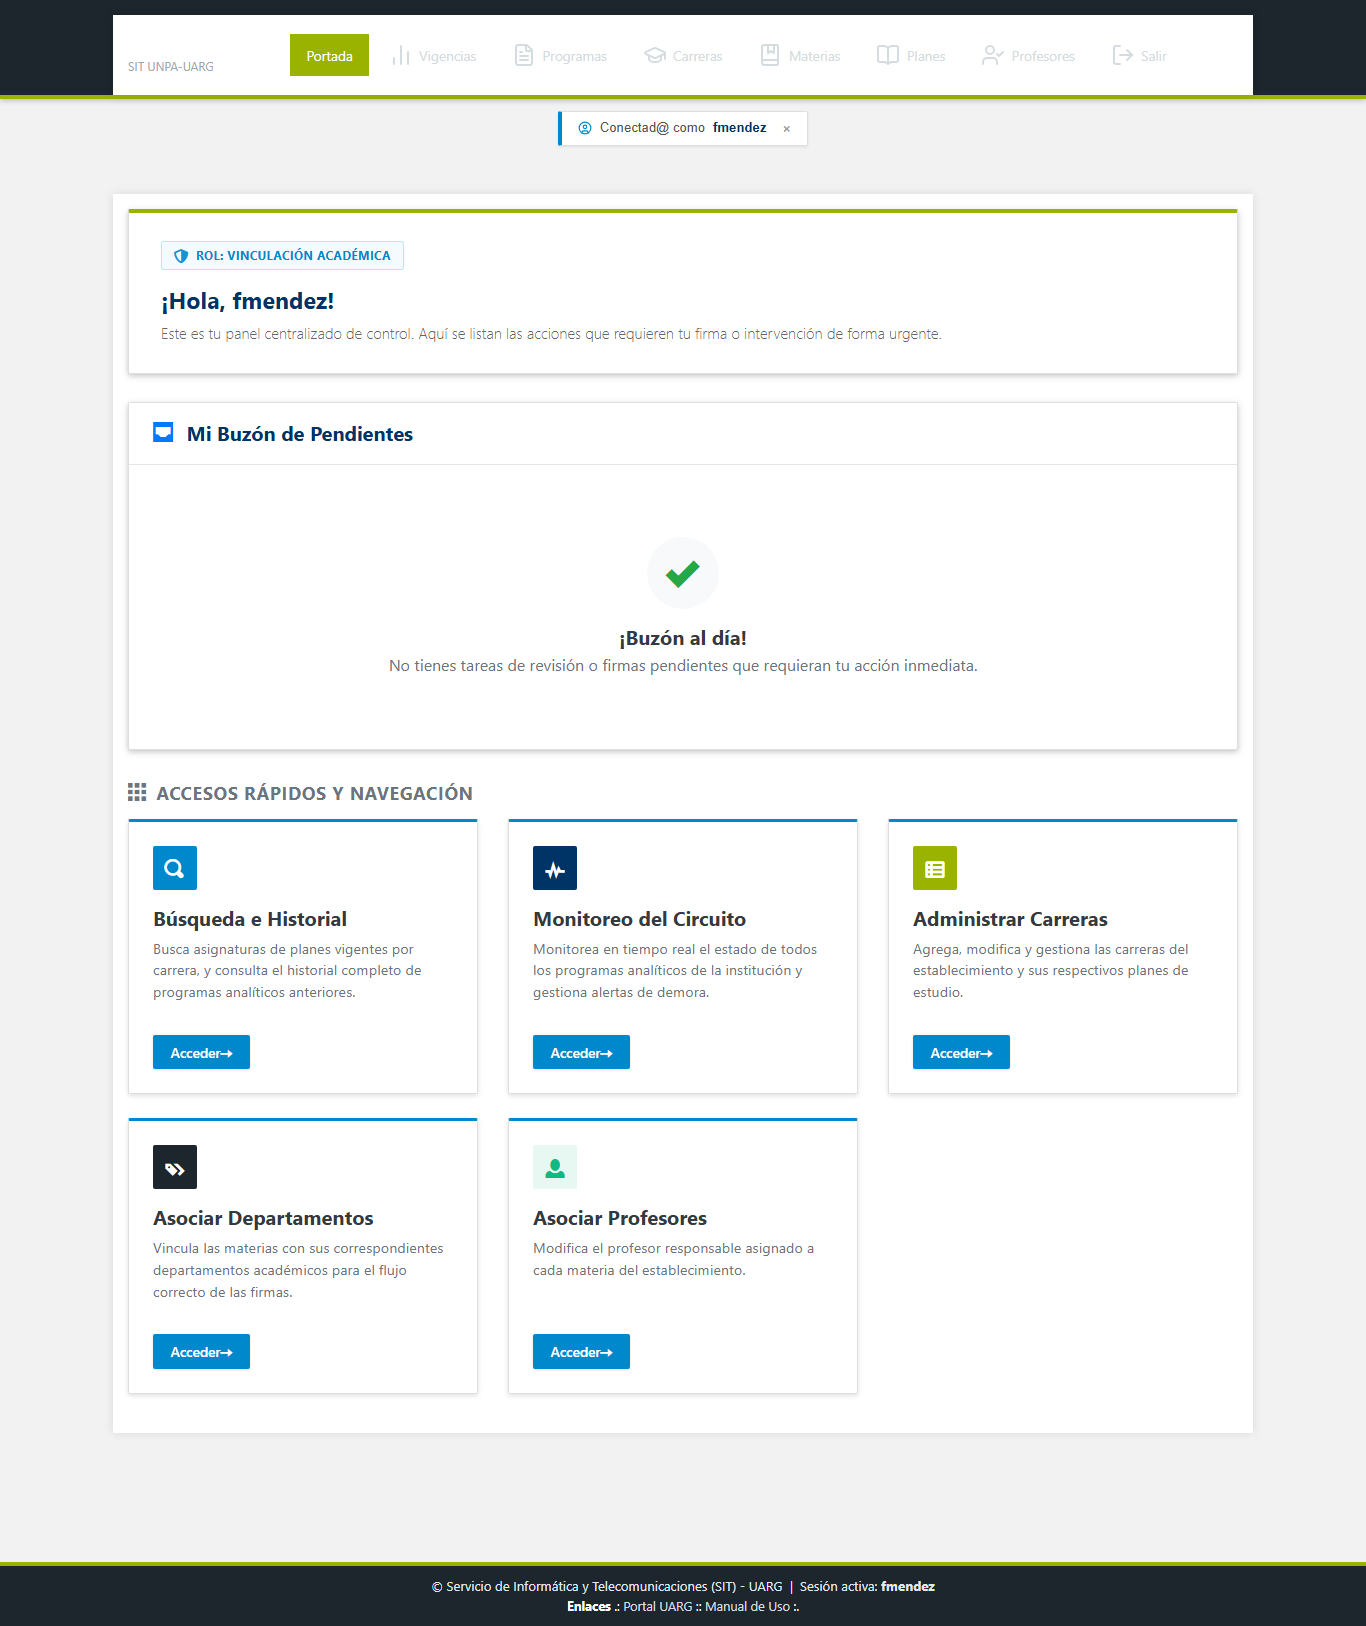 SIT UNPA-UARG
Portada
Vigencias
Programas
Carreras
Materias
Planes
Profesores
Salir
Conectad@ como fmendez ×
ROL: VINCULACIÓN ACADÉMICA
¡Hola, fmendez!
Este es tu panel centralizado de control. Aquí se listan las acciones que requieren tu firma o intervención de forma urgente.
Mi Buzón de Pendientes
¡Buzón al día!
No tienes tareas de revisión o firmas pendientes que requieran tu acción inmediata.
ACCESOS RÁPIDOS Y NAVEGACIÓN
Búsqueda e Historial
Busca asignaturas de planes vigentes por
carrera, y consulta el historial completo de
programas analíticos anteriores.
Acceder
Monitoreo del Circuito
Monitorea en tiempo real el estado de todos
los programas analíticos de la institución y
gestiona alertas de demora.
Acceder
Administrar Carreras
Agrega, modifica y gestiona las carreras del
establecimiento y sus respectivos planes de
estudio.
Acceder
Asociar Departamentos
Vincula las materias con sus correspondientes
departamentos académicos para el flujo
correcto de las firmas.
Acceder
Asociar Profesores
Modifica el profesor responsable asignado a
cada materia del establecimiento.
Acceder
© Servicio de Informática y Telecomunicaciones (SIT) - UARG | Sesión activa: fmendez
Enlaces .: Portal UARG :: Manual de Uso :.